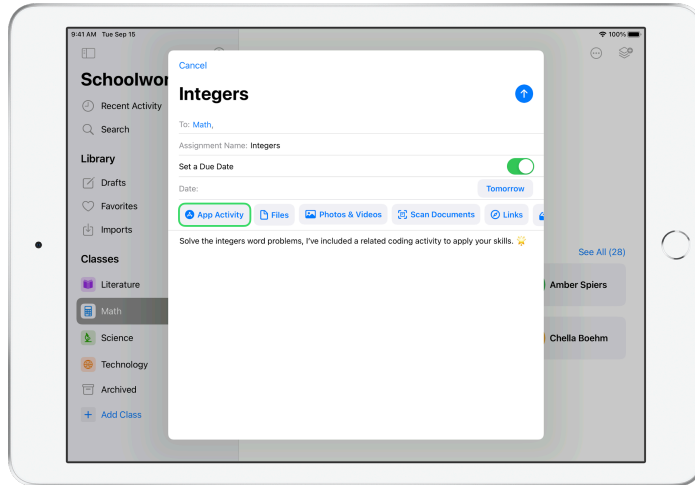 9:41 AM Tue Sep 15
100%
Cancel
Schoolwor
Integers
Recent Activity
Search
To: Math,
Assignment Name: Integers
Library
Set a Due Date
Drafts
Date:
Tomorrow
Favorites
App Activity
Files
Photos & Videos
Scan Documents
Links
Imports
Solve the integers word problems, I've included a related coding activity to apply your skills.
Classes
See All (28)
Literature
Amber Spiers
Math
Science
Chella Boehm
Technology
Archived
Add Class